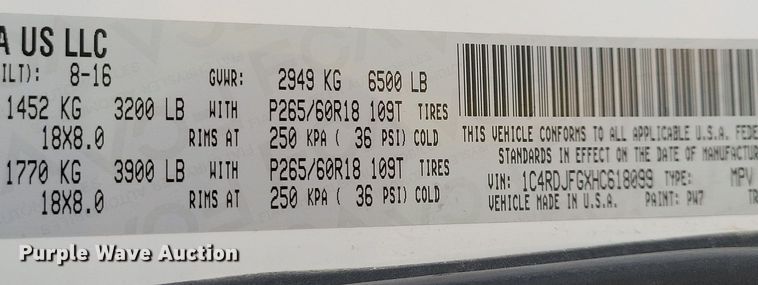 A US LLC
ILT): 8-16 GVWR: 2949 KG 6500 LB
1452 KG 3200 LB WITH P265/60R18 109T TIRES
18X8.0 RIMS AT 250 KPA ( 36 PSI) COLD
1770 KG 3900 LB WITH P265/60R18 109T TIRES
18X8.0 RIMS AT 250 KPA ( 36 PSI) COLD
THIS VEHICLE CONFORMS TO ALL APPLICABLE U.S.A. FEDE
STANDARDS IN EFFECT ON THE DATE OF MANUFACTUR
VIN: 1C4RDJFGXHC618099 TYPE: MPV
VEHICLE MADE IN U.S.A. PAINT: PW7 TR
Purple Wave Auction